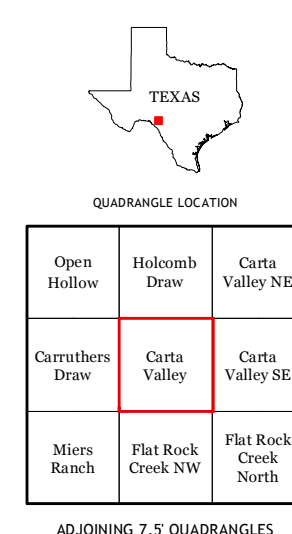 TEXAS
QUADRANGLE LOCATION
Open
Hollow
Holcomb
Draw
Carta
Valley NE
Carruthers
Draw
Carta
Valley
Carta
Valley SE
Miers
Ranch
Flat Rock
Creek NW
Flat Rock
Creek
North
ADJOINING 7.5' QUADRANGLES